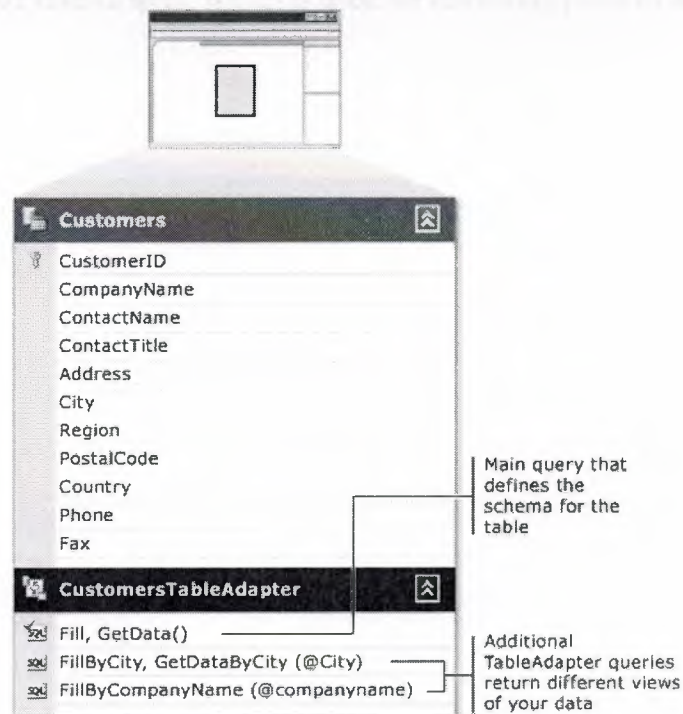 Customers
CustomerID
CompanyName
ContactName
ContactTitle
Address
City
Region
PostalCode
Country
Phone
Fax
Main query that
defines the
schema for the
table
CustomersTableAdapter
Fill, GetData()
FillByCity, GetDataByCity (@City)
FillByCompanyName (@companyname)
Additional
TableAdapter queries
return different views
of your data